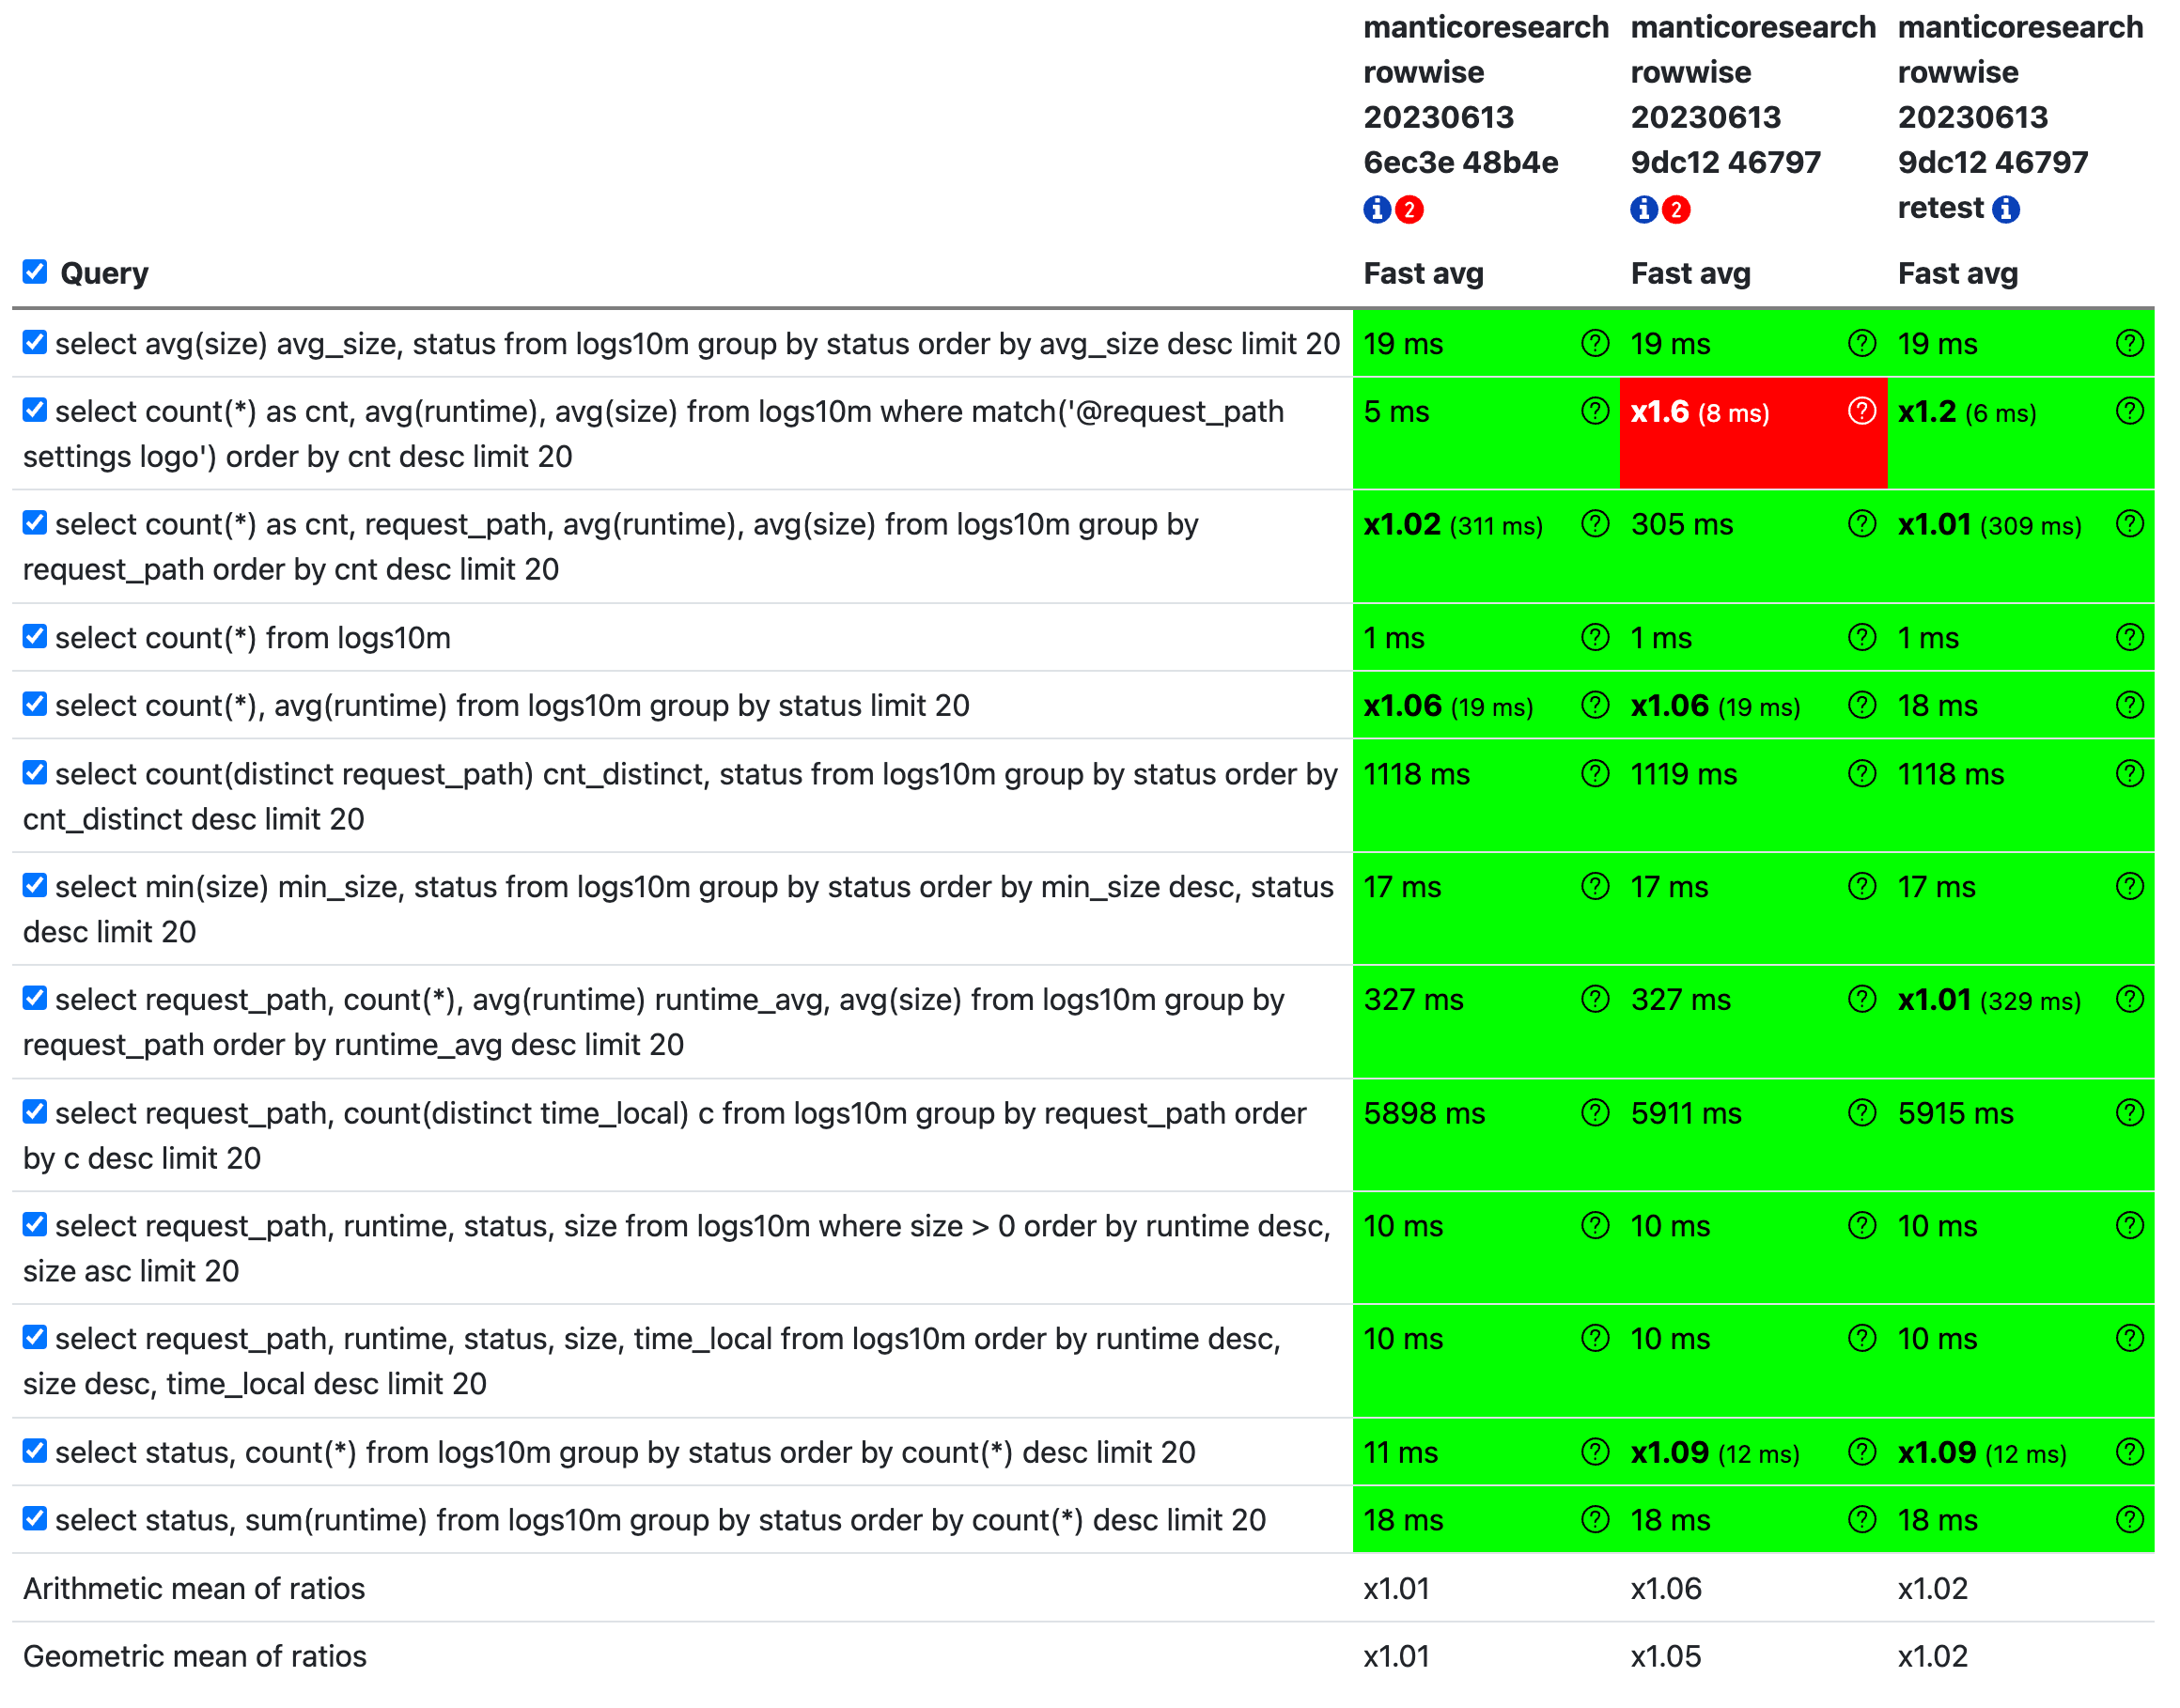 manticoresearch manticoresearch manticoresearch
rowwise rowwise rowwise
20230613 20230613 20230613
6ec3e 48b4e 9dc12 46797 9dc12 46797
i 2 i 2 retest i
Query Fast avg Fast avg Fast avg
select avg(size) avg_size, status from logs10m group by status order by avg_size desc limit 20 19 ms ? 19 ms ? 19 ms ?
select count(*) as cnt, avg(runtime), avg(size) from logs10m where match('@request_path 5 ms ? x1.6 (8 ms) ? x1.2 (6 ms) ?
settings logo') order by cnt desc limit 20
select count(*) as cnt, request_path, avg(runtime), avg(size) from logs10m group by x1.02 (311 ms) ? 305 ms ? x1.01 (309 ms) ?
request_path order by cnt desc limit 20
select count(*) from logs10m 1 ms ? 1 ms ? 1 ms ?
select count(*), avg(runtime) from logs10m group by status limit 20 x1.06 (19 ms) ? x1.06 (19 ms) ? 18 ms ?
select count(distinct request_path) cnt_distinct, status from logs10m group by status order by 1118 ms ? 1119 ms ? 1118 ms ?
cnt_distinct desc limit 20
select min(size) min_size, status from logs10m group by status order by min_size desc, status 17 ms ? 17 ms ? 17 ms ?
desc limit 20
select request_path, count(*), avg(runtime) runtime_avg, avg(size) from logs10m group by 327 ms ? 327 ms ? x1.01 (329 ms) ?
request_path order by runtime_avg desc limit 20
select request_path, count(distinct time_local) c from logs10m group by request_path order 5898 ms ? 5911 ms ? 5915 ms ?
by c desc limit 20
select request_path, runtime, status, size from logs10m where size > 0 order by runtime desc, 10 ms ? 10 ms ? 10 ms ?
size asc limit 20
select request_path, runtime, status, size, time_local from logs10m order by runtime desc, 10 ms ? 10 ms ? 10 ms ?
size desc, time_local desc limit 20
select status, count(*) from logs10m group by status order by count(*) desc limit 20 11 ms ? x1.09 (12 ms) ? x1.09 (12 ms) ?
select status, sum(runtime) from logs10m group by status order by count(*) desc limit 20 18 ms ? 18 ms ? 18 ms ?
Arithmetic mean of ratios x1.01 x1.06 x1.02
Geometric mean of ratios x1.01 x1.05 x1.02